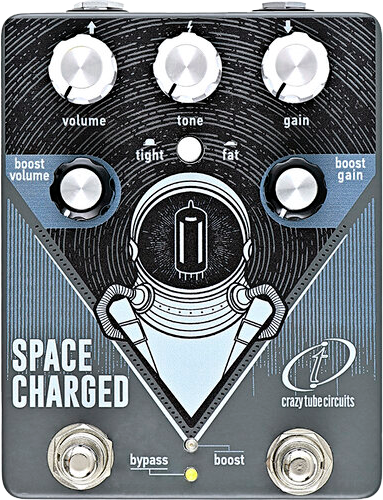 volume
tone
gain
tight
fat
boost
volume
boost
gain
SPACE
CHARGED
crazy tube circuits
bypass
boost